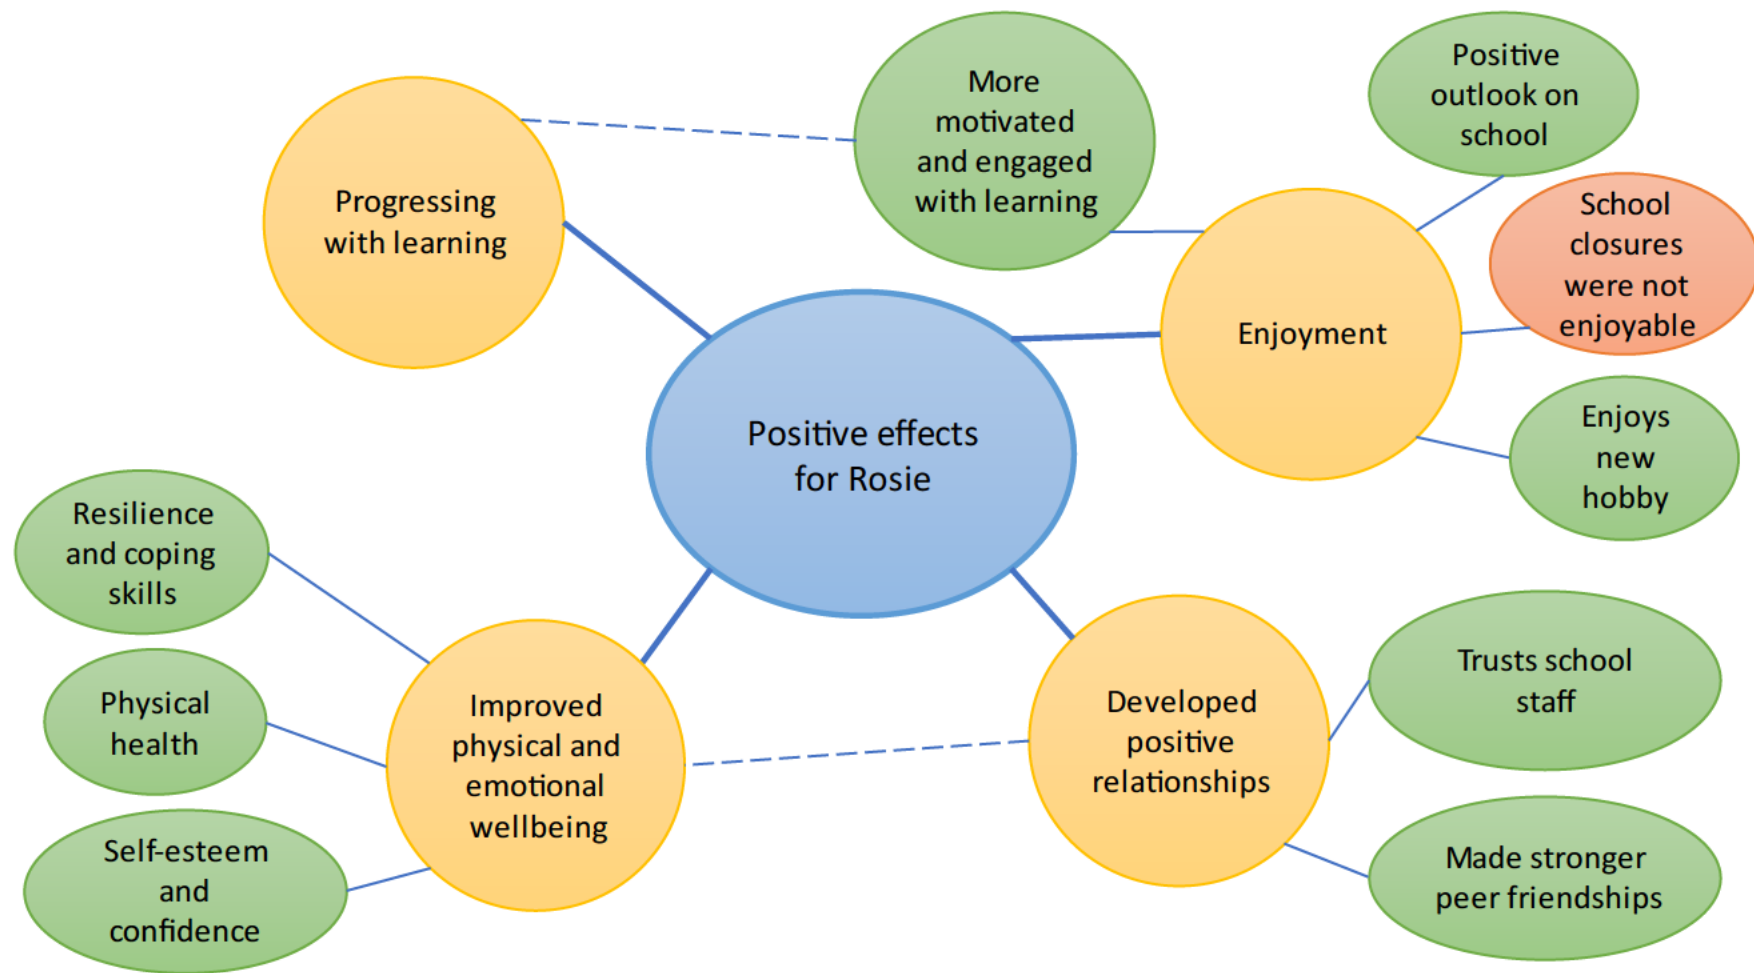 Progressing
with learning
More
motivated
and engaged
with learning
Positive
outlook on
school
School
closures
were not
enjoyable
Enjoyment
Enjoys
new
hobby
Positive effects
for Rosie
Resilience
and coping
skills
Physical
health
Self-esteem
and
confidence
Improved
physical and
emotional
wellbeing
Developed
positive
relationships
Trusts school
staff
Made stronger
peer friendships